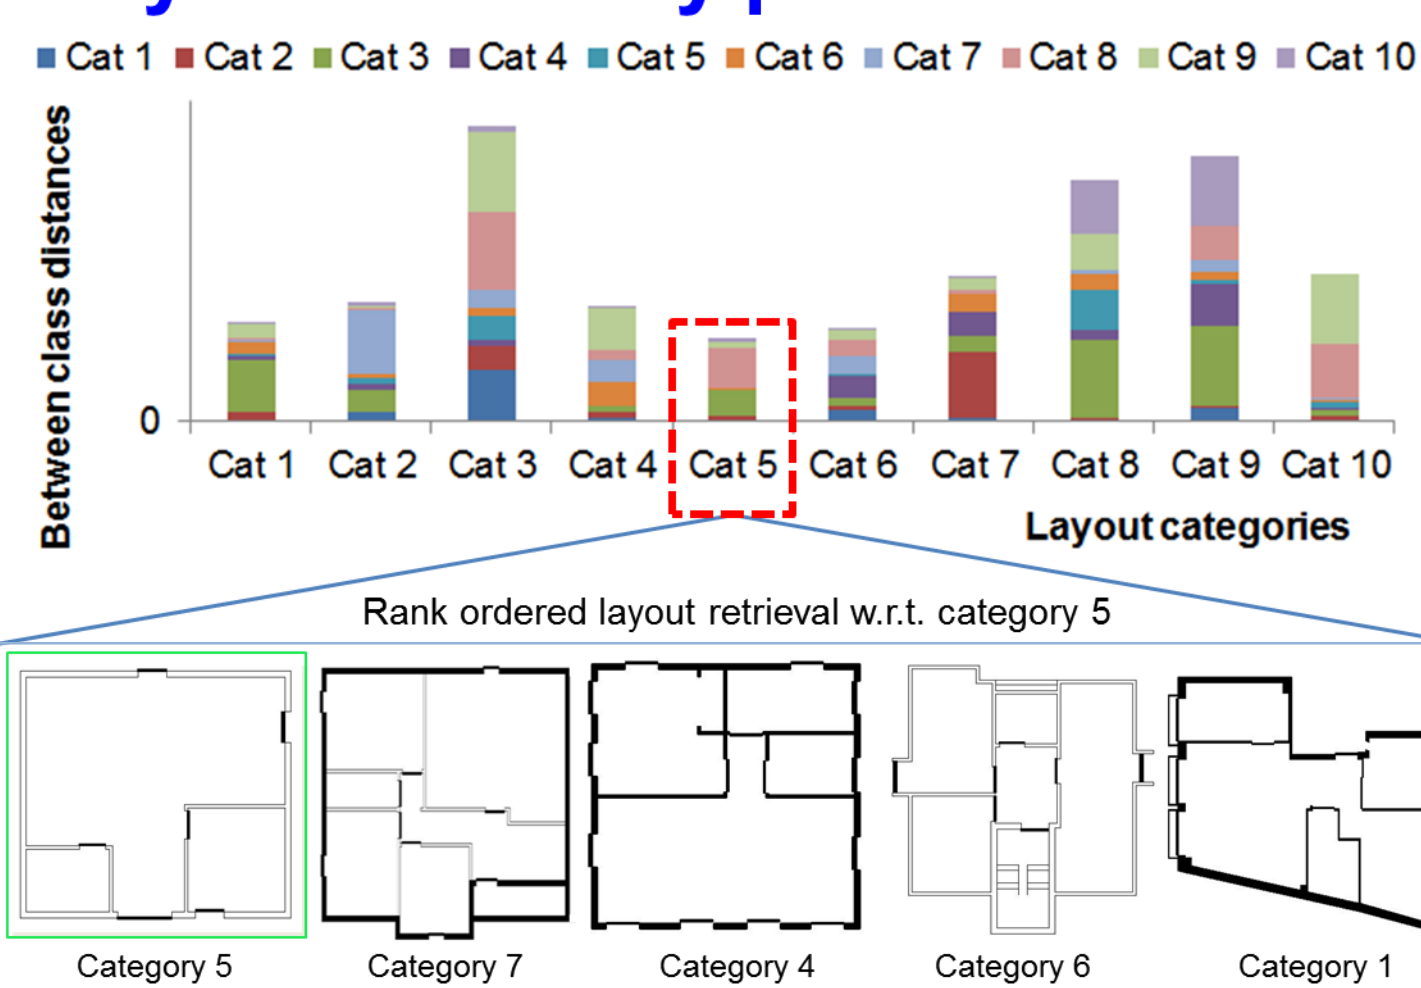 Cat 1 Cat 2 Cat 3 Cat 4 Cat 5 Cat 6 Cat 7 Cat 8 Cat 9 Cat 10
Between class distances
0
Cat 1 Cat 2 Cat 3 Cat 4 Cat 5 Cat 6 Cat 7 Cat 8 Cat 9 Cat 10
Layout categories
Rank ordered layout retrieval w.r.t. category 5
Category 5 Category 7 Category 4 Category 6 Category 1